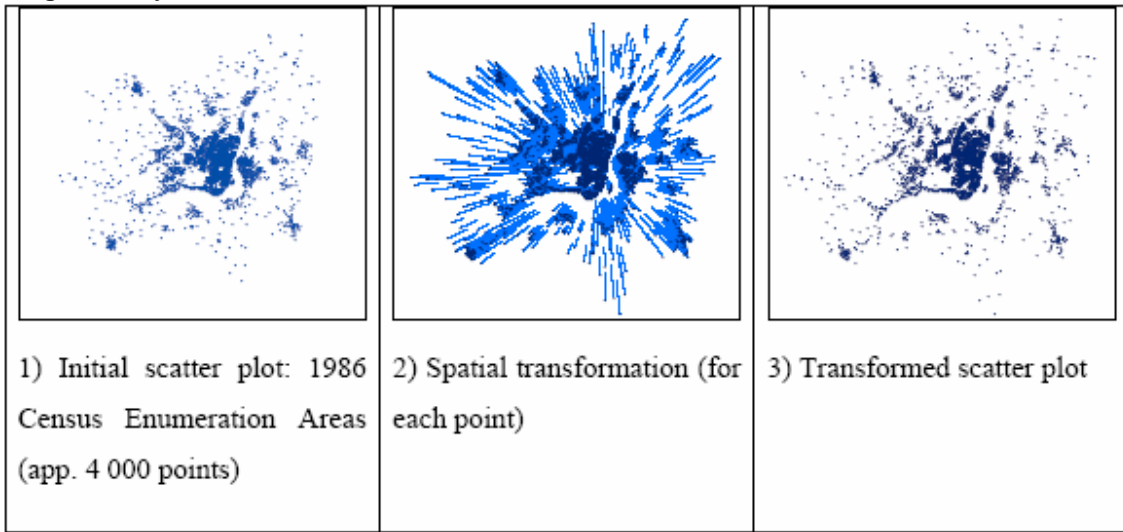 1) Initial scatter plot: 1986
Census Enumeration Areas
(app. 4 000 points)
2) Spatial transformation (for
each point)
3) Transformed scatter plot